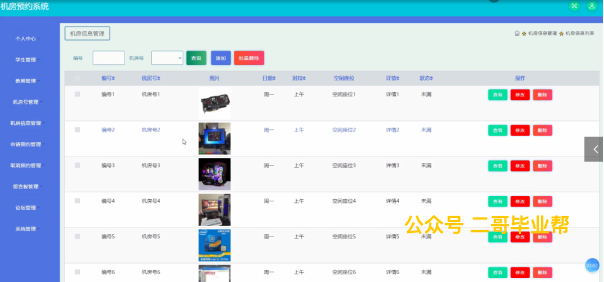 机房预约系统
机房信息管理
机房信息管理 机房信息列表
个人中心
学生管理
教师管理
机房号管理
机房信息管理
申请预约管理
取消预约管理
留言板管理
论坛管理
系统管理
编号 机房号 查询 添加 批量删除
编号 机房号 图片 日期 时段 空闲座位 详情 状态 操作
编号1 机房号1 周一 上午 空闲座位1 详情1 未满 查看 修改 删除
编号2 机房号2 周一 上午 空闲座位2 详情2 未满 查看 修改 删除
编号3 机房号3 周一 上午 空闲座位3 详情3 未满 查看 修改 删除
编号4 机房号4 周一 上午 空闲座位4 详情4 未满 查看 修改 删除
公众号 二哥毕业帮
编号5 机房号5 周一 上午 空闲座位5 详情5 未满 查看 修改 删除
编号6 机房号6 周一 上午 空闲座位6 详情6 未满 查看 修改 删除